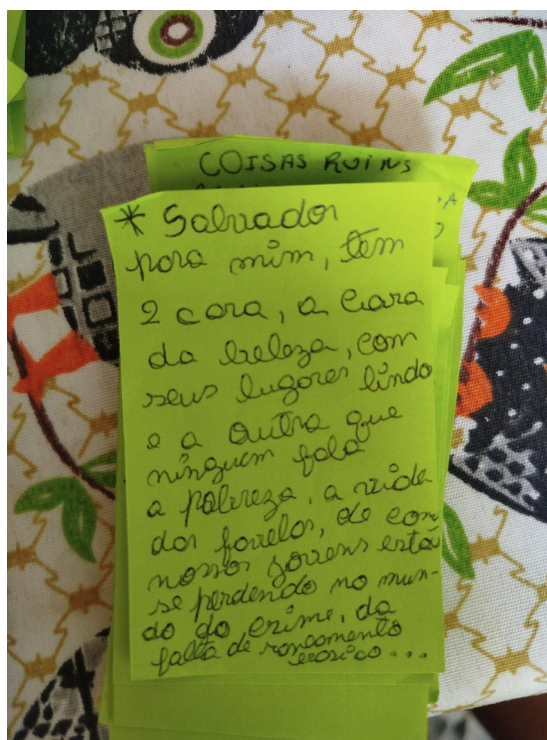 COISAS RUINS
* Salvador
para mim, tem
2 cara, a cara
da beleza, com
seus lugares lindo
e a outra que
ninguem fala
a pobreza, a vida
das favelas, de com
nossos jovens estão
se perdendo no mun-
do do crime, da
falta de